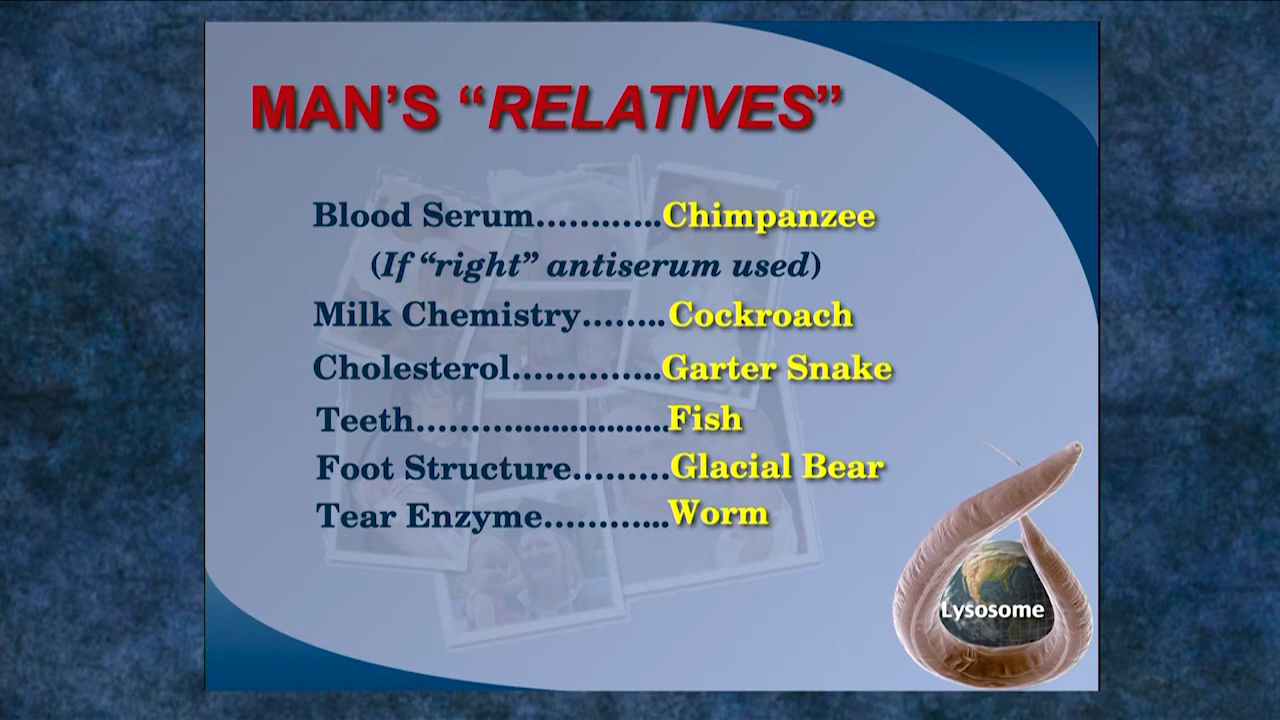 MAN'S “RELATIVES”
Blood Serum............Chimpanzee
(If “right” antiserum used)
Milk Chemistry........Cockroach
Cholesterol..............Garter Snake
Teeth..........................Fish
Foot Structure.........Glacial Bear
Tear Enzyme............Worm
Lysosome